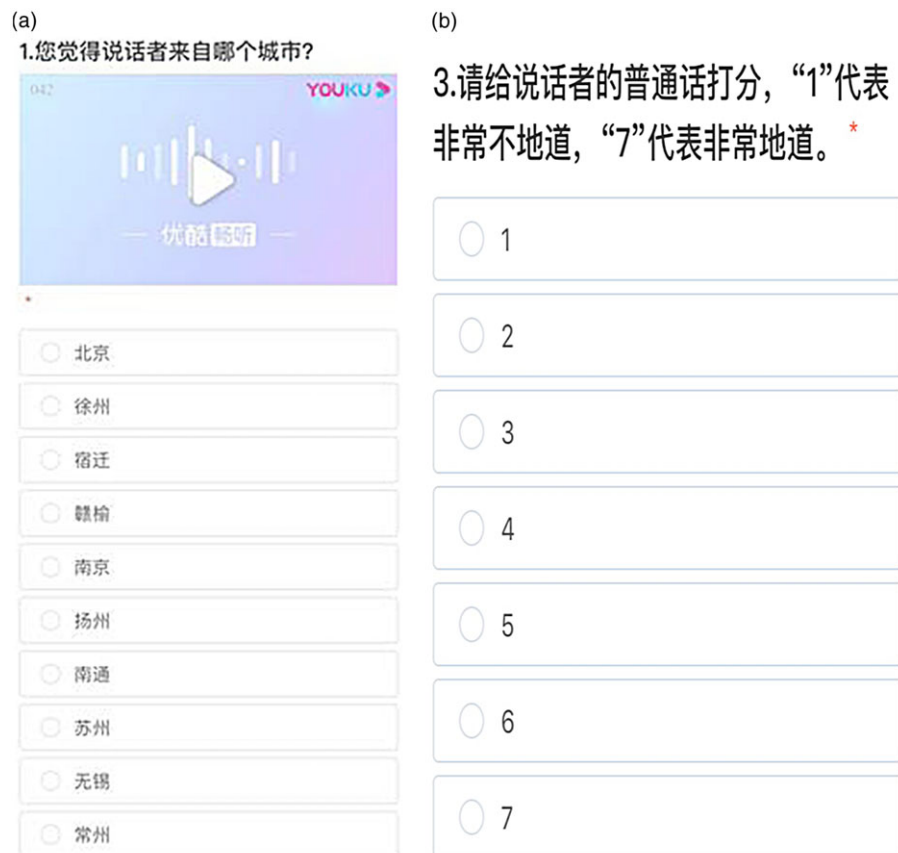 (a)
1.您觉得说话者来自哪个城市?
042
YOUKU
优酷 畅听
*
北京
徐州
宿迁
赣榆
南京
扬州
南通
苏州
无锡
常州
(b)
3.请给说话者的普通话打分，“1”代表
非常不地道，“7”代表非常地道。 *
1
2
3
4
5
6
7